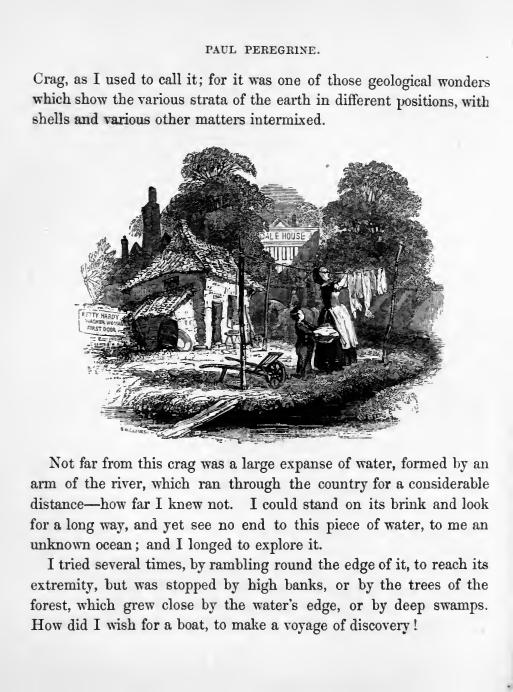 PAUL PEREGRINE.
Crag, as I used to call it; for it was one of those geological wonders
which show the various strata of the earth in different positions, with
shells and various other matters intermixed.
ALE HOUSE
HARDY
FIRST DOOR
Not far from this crag was a large expanse of water, formed by an
arm of the river, which ran through the country for a considerable
distance—how far I knew not. I could stand on its brink and look
for a long way, and yet see no end to this piece of water, to me an
unknown ocean; and I longed to explore it.
I tried several times, by rambling round the edge of it, to reach its
extremity, but was stopped by high banks, or by the trees of the
forest, which grew close by the water's edge, or by deep swamps.
How did I wish for a boat, to make a voyage of discovery!